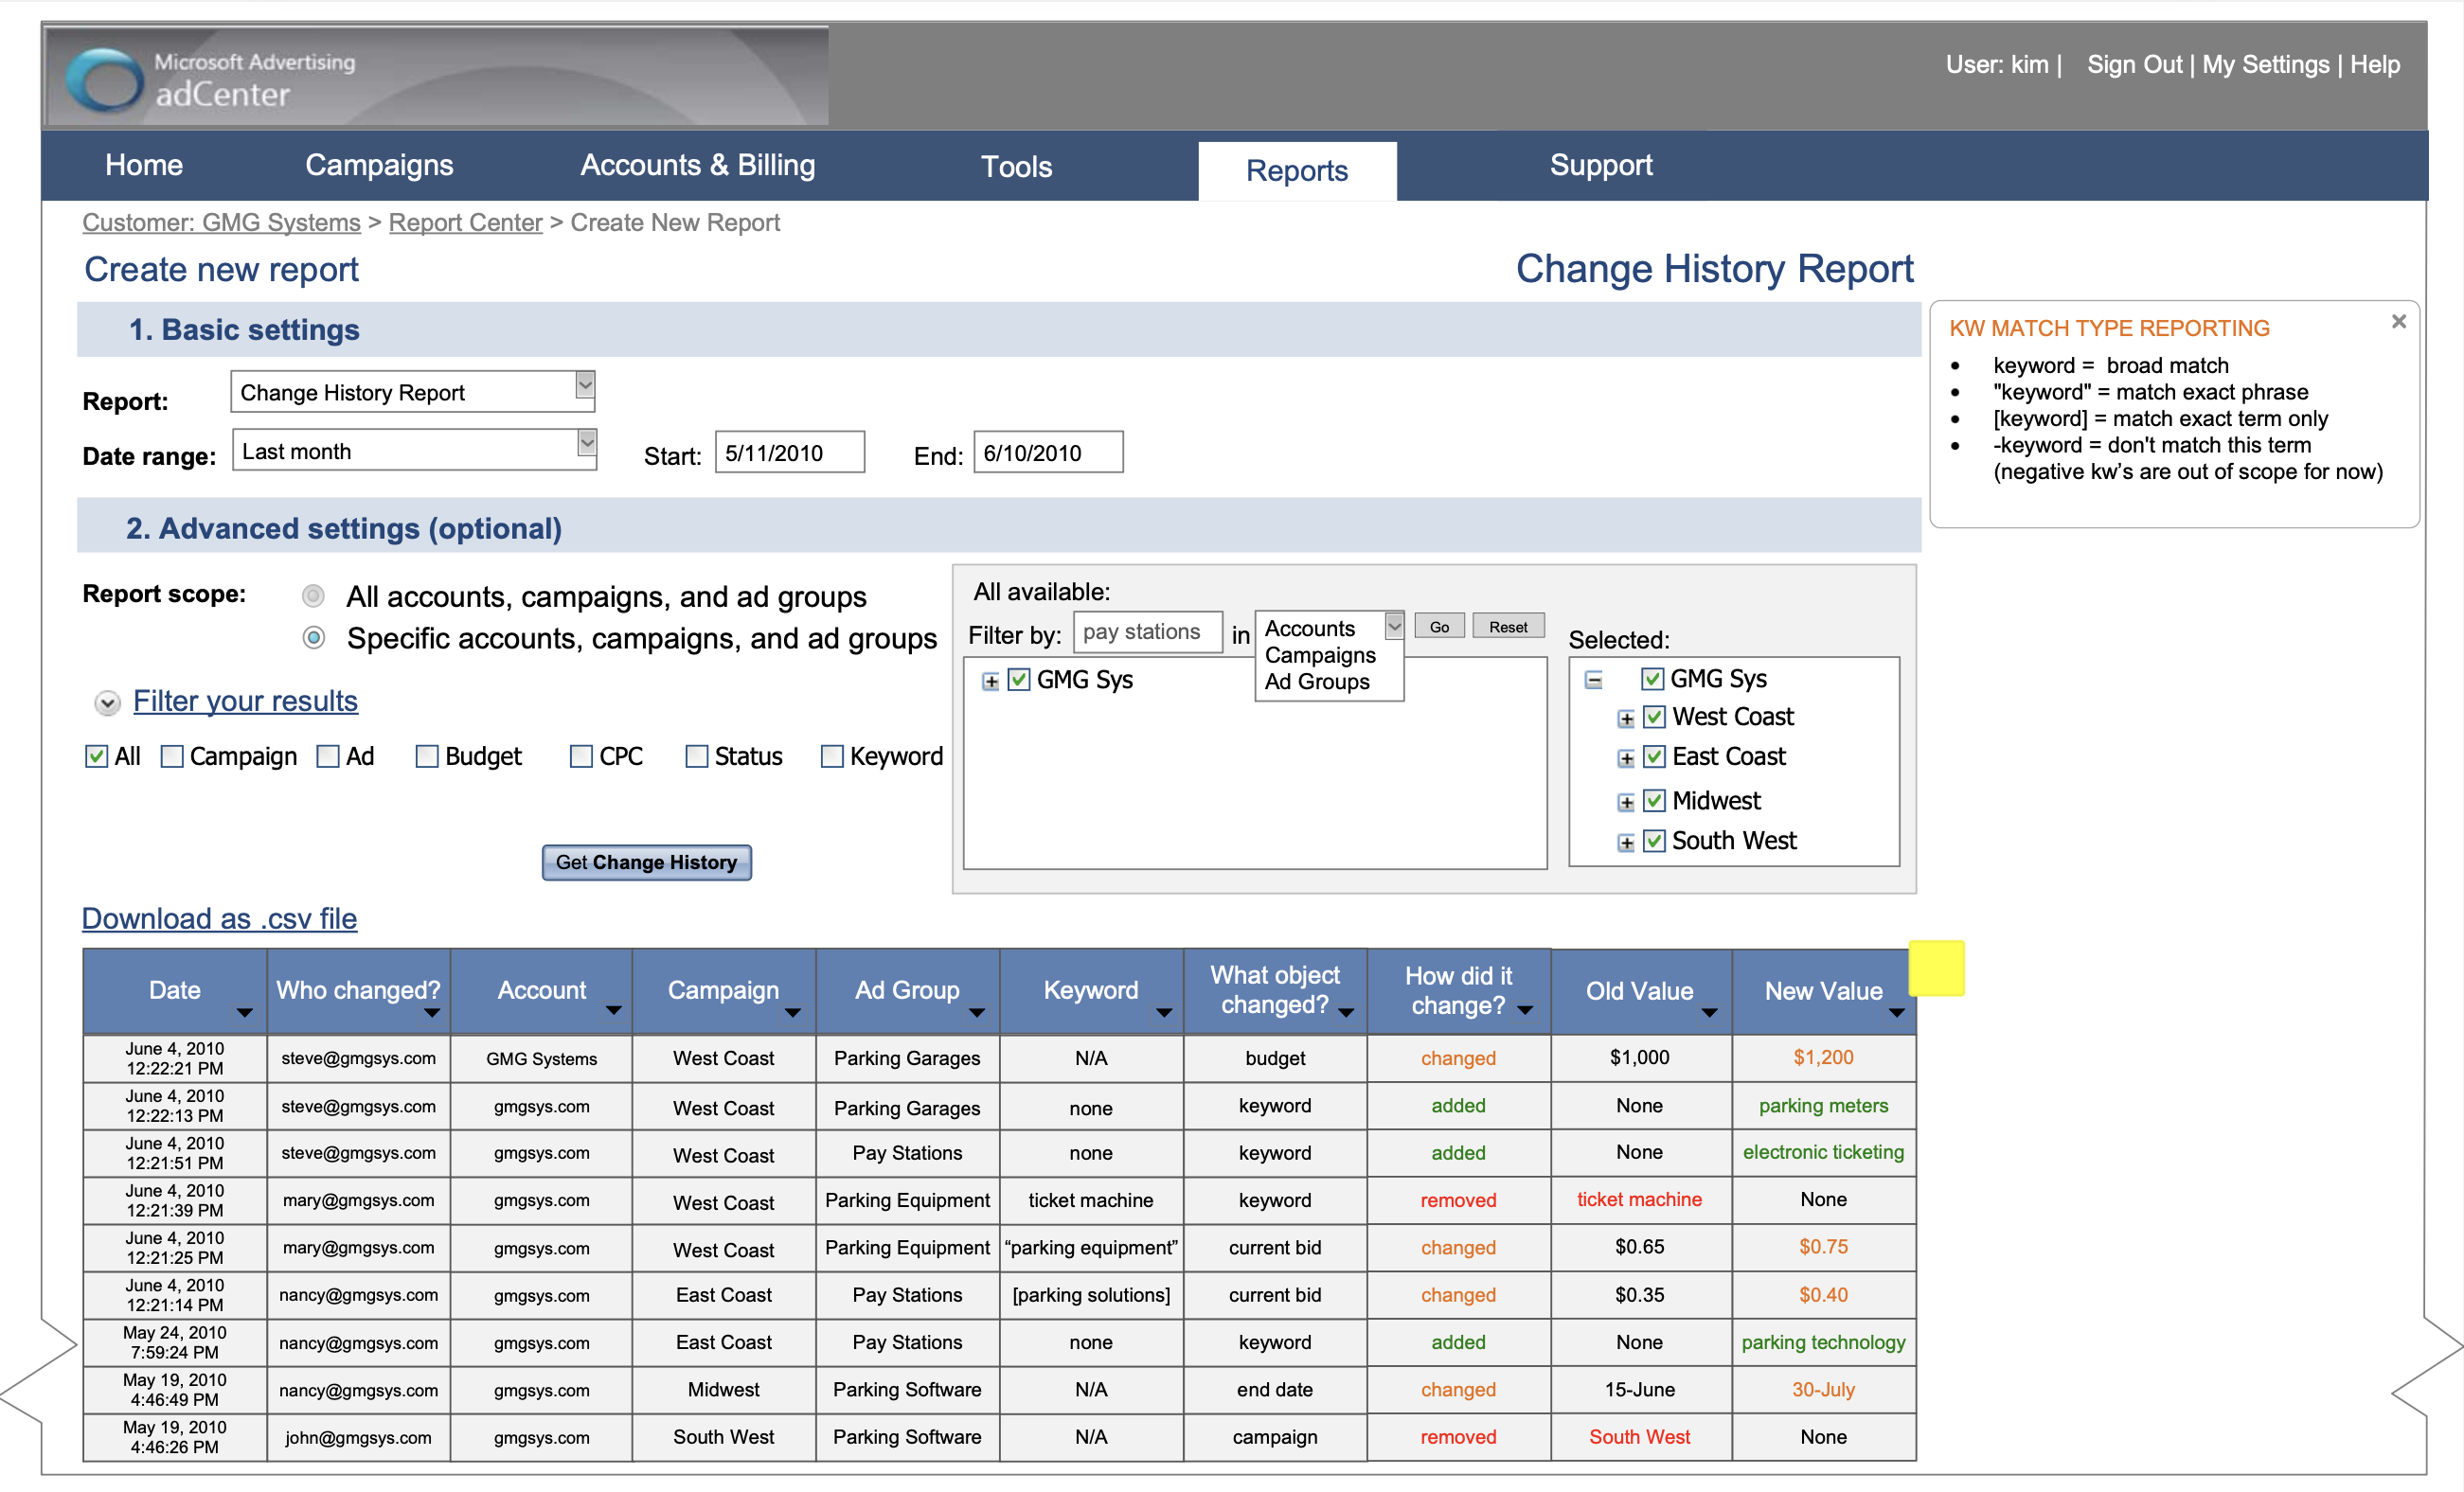 Microsoft Advertising
adCenter
User: kim |    Sign Out | My Settings | Help
Home Campaigns Accounts & Billing Tools Reports Support
Customer: GMG Systems > Report Center > Create New Report
Create new report
Change History Report
1. Basic settings
Report: Change History Report
Date range: Last month Start: 5/11/2010 End: 6/10/2010
KW MATCH TYPE REPORTING
• keyword =  broad match
• "keyword" = match exact phrase
• [keyword] = match exact term only
• -keyword = don't match this term
(negative kw’s are out of scope for now)
2. Advanced settings (optional)
Report scope: All accounts, campaigns, and ad groups
Specific accounts, campaigns, and ad groups
Filter your results
All Campaign Ad Budget CPC Status Keyword
Get Change History
All available:
Filter by: pay stations in Accounts Go Reset
Campaigns
Ad Groups
GMG Sys
Selected:
GMG Sys
West Coast
East Coast
Midwest
South West
Download as .csv file
Date Who changed? Account Campaign Ad Group Keyword What object changed? How did it change? Old Value New Value
June 4, 2010 12:22:21 PM steve@gmgsys.com GMG Systems West Coast Parking Garages N/A budget changed $1,000 $1,200
June 4, 2010 12:22:13 PM steve@gmgsys.com gmgsys.com West Coast Parking Garages none keyword added None parking meters
June 4, 2010 12:21:51 PM steve@gmgsys.com gmgsys.com West Coast Pay Stations none keyword added None electronic ticketing
June 4, 2010 12:21:39 PM mary@gmgsys.com gmgsys.com West Coast Parking Equipment ticket machine keyword removed ticket machine None
June 4, 2010 12:21:25 PM mary@gmgsys.com gmgsys.com West Coast Parking Equipment “parking equipment” current bid changed $0.65 $0.75
June 4, 2010 12:21:14 PM nancy@gmgsys.com gmgsys.com East Coast Pay Stations [parking solutions] current bid changed $0.35 $0.40
May 24, 2010 7:59:24 PM nancy@gmgsys.com gmgsys.com East Coast Pay Stations none keyword added None parking technology
May 19, 2010 4:46:49 PM nancy@gmgsys.com gmgsys.com Midwest Parking Software N/A end date changed 15-June 30-July
May 19, 2010 4:46:26 PM john@gmgsys.com gmgsys.com South West Parking Software N/A campaign removed South West None